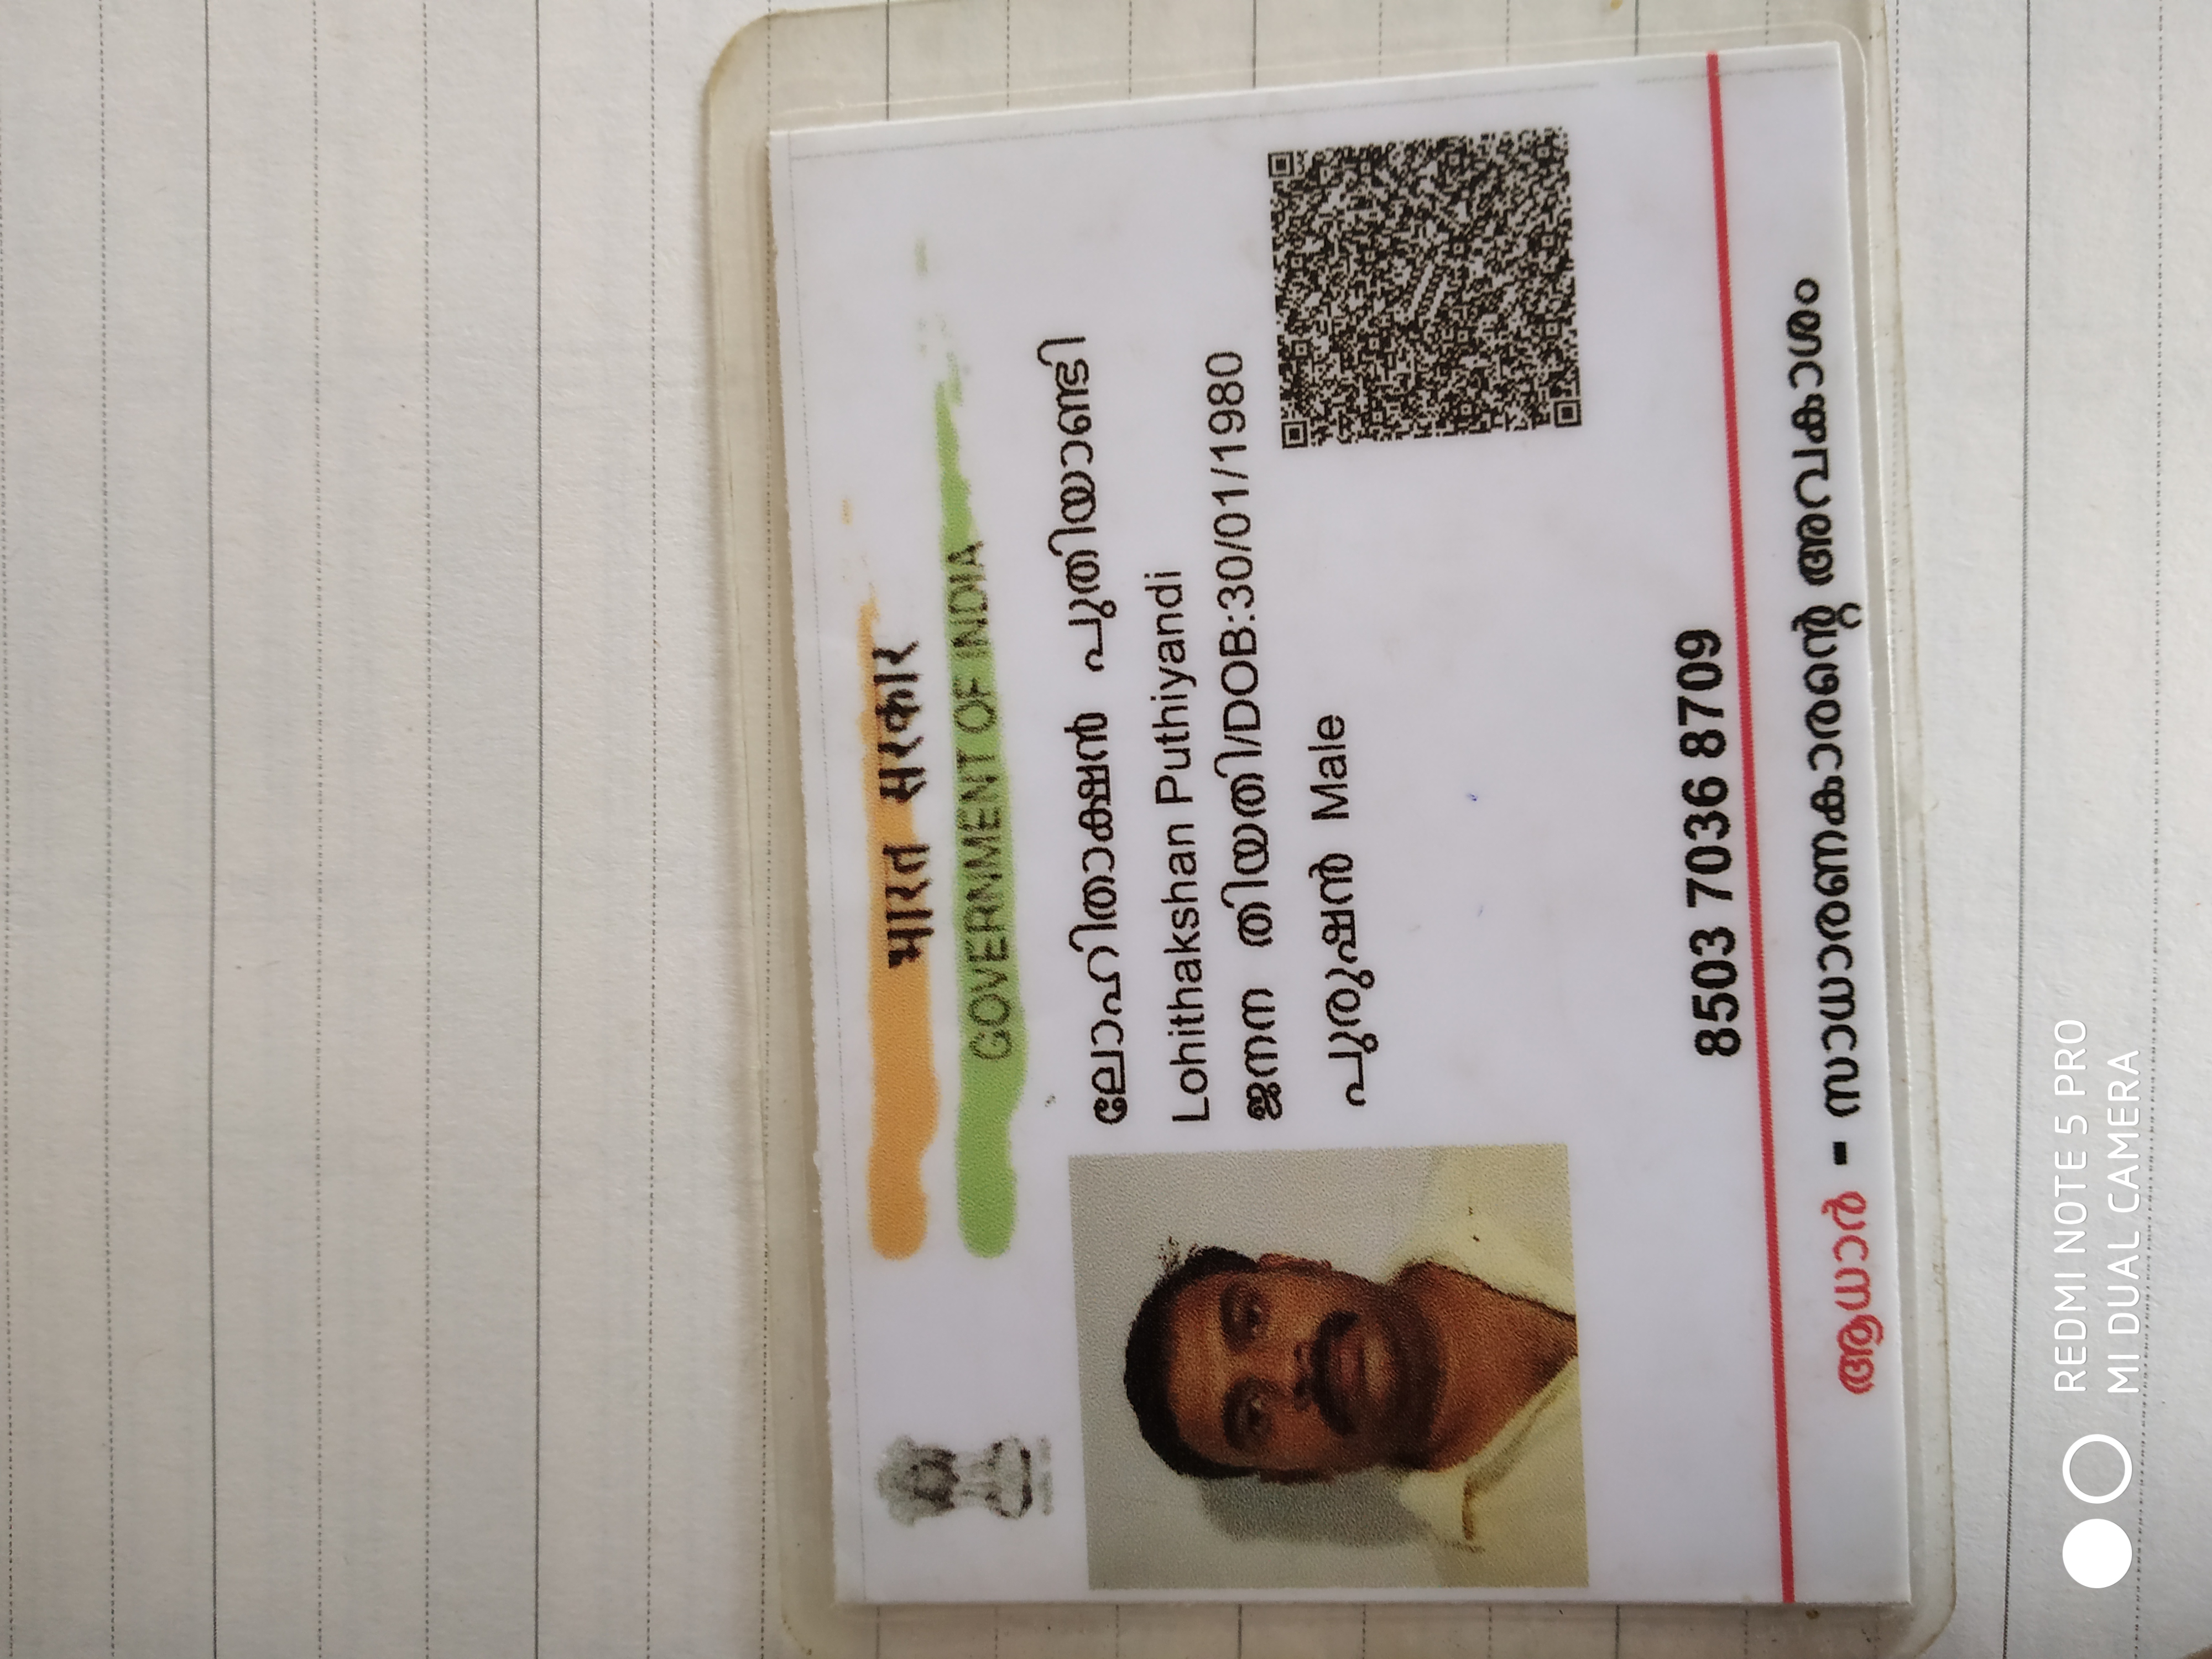 भारत सरकार
GOVERNMENT OF INDIA
ലോഹിതാക്ഷൻ പുതിയാണ്ടി
Lohithakshan Puthiyandi
ജനന തിയതി/DOB:30/01/1980
പുരുഷൻ Male
8503 7036 8709
ആധാർ - സാധാരണകാരന്റെ അവകാശം
REDMI NOTE 5 PRO
MI DUAL CAMERA